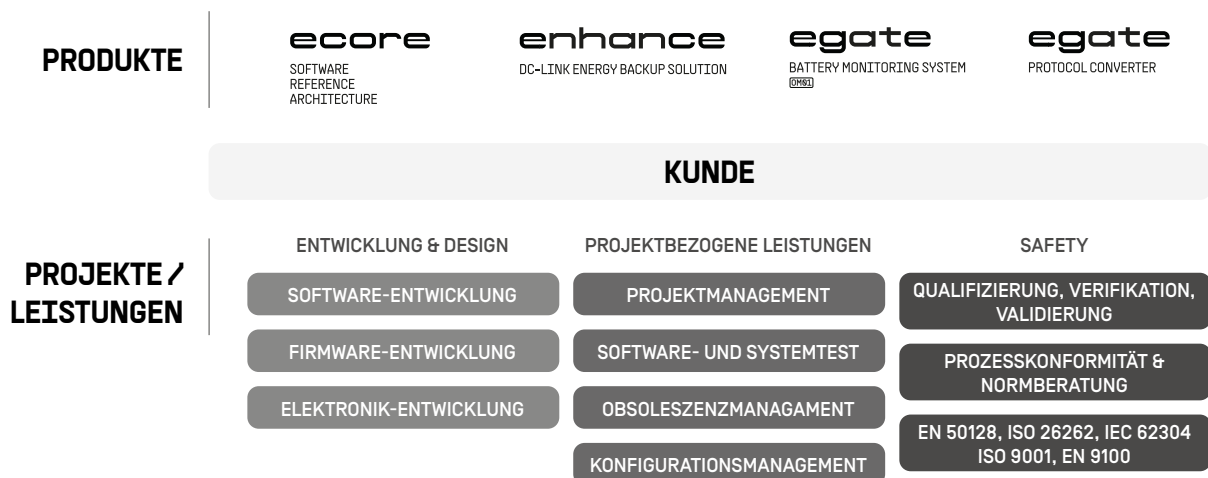 PRODUKTE
ecore
SOFTWARE
REFERENCE
ARCHITECTURE
enhance
DC-LINK ENERGY BACKUP SOLUTION
egate
BATTERY MONITORING SYSTEM
OM01
egate
PROTOCOL CONVERTER
KUNDE
PROJEKTE /
LEISTUNGEN
ENTWICKLUNG & DESIGN
SOFTWARE-ENTWICKLUNG
FIRMWARE-ENTWICKLUNG
ELEKTRONIK-ENTWICKLUNG
PROJEKTBEZOGENE LEISTUNGEN
PROJEKTMANAGEMENT
SOFTWARE- UND SYSTEMTEST
OBSOLESZENZMANAGAMENT
KONFIGURATIONSMANAGEMENT
SAFETY
QUALIFIZIERUNG, VERIFIKATION,
VALIDIERUNG
PROZESSKONFORMITÄT &
NORMBERATUNG
EN 50128, ISO 26262, IEC 62304
ISO 9001, EN 9100